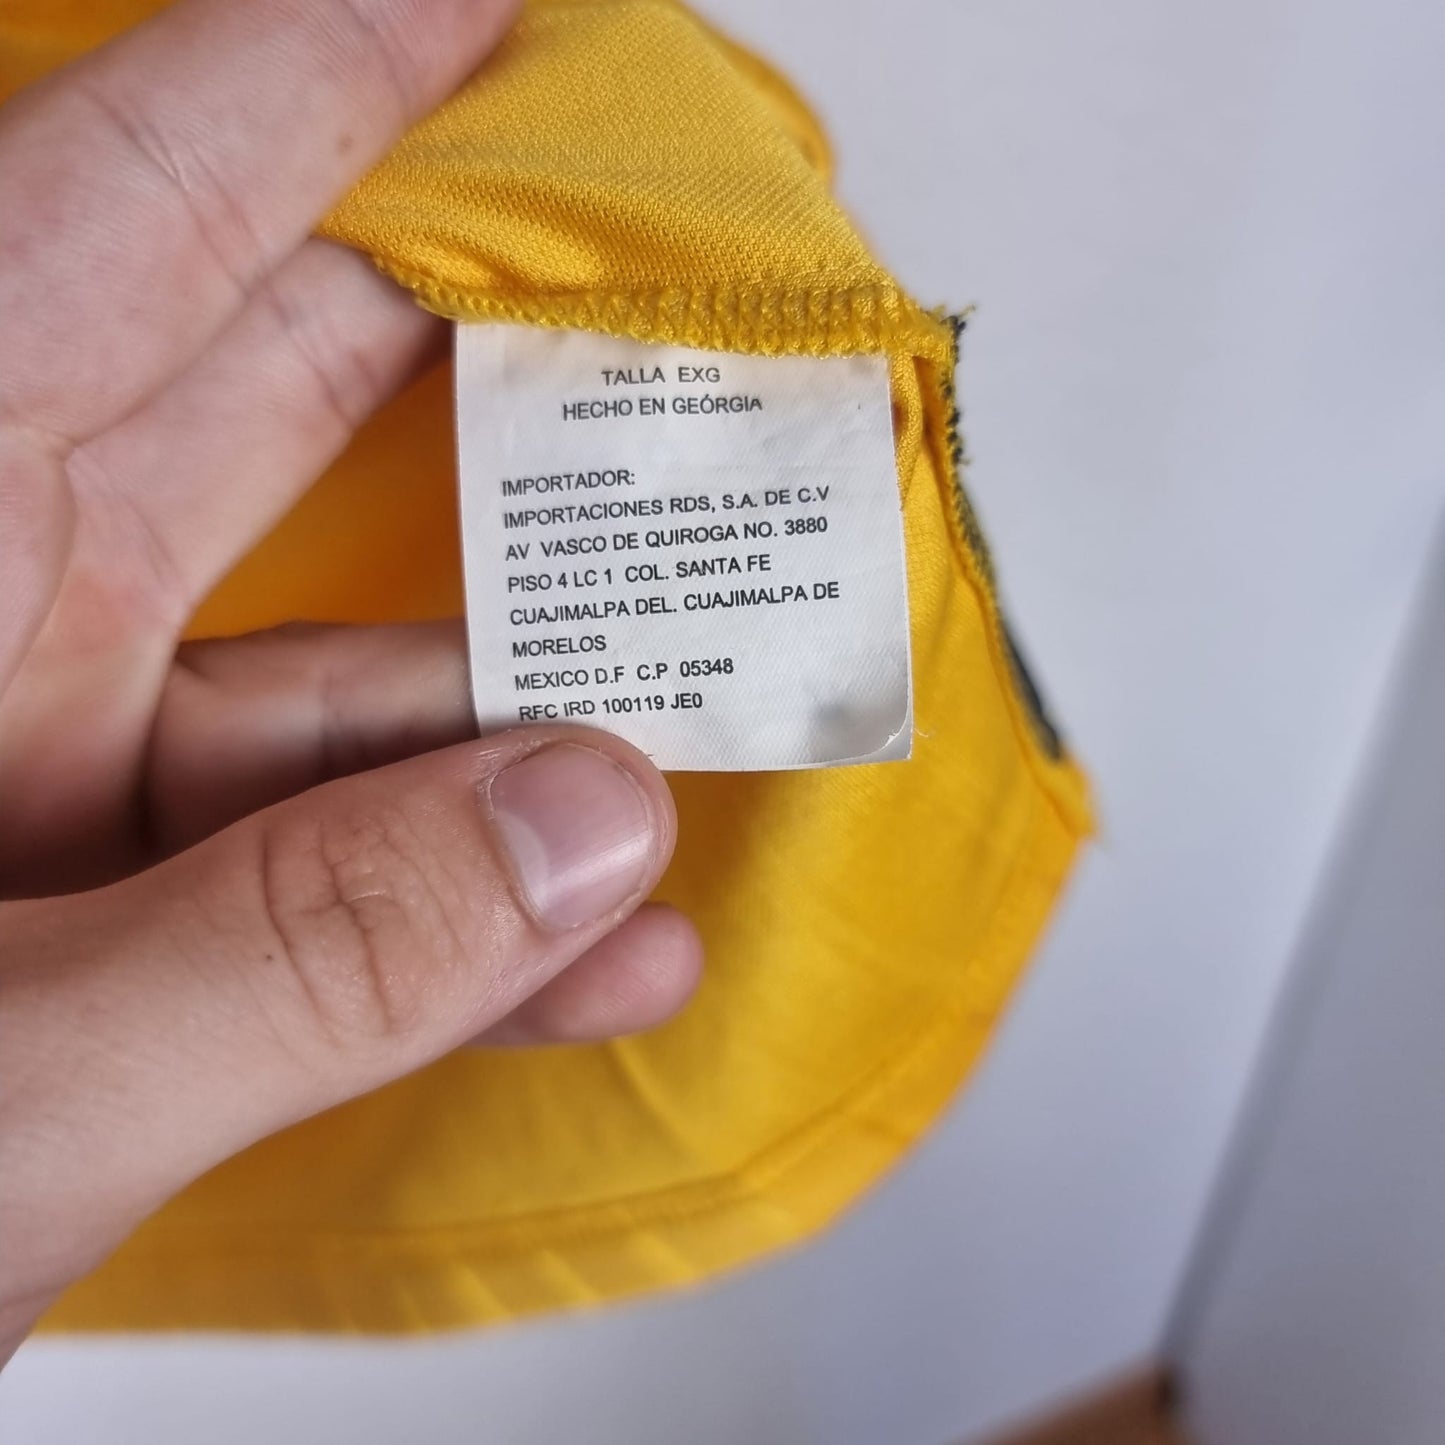 TALLA EXG
HECHO EN GEÓRGIA
IMPORTADOR:
IMPORTACIONES RDS, S.A. DE C.V
AV VASCO DE QUIROGA NO. 3880
PISO 4 LC 1 COL. SANTA FE
CUAJIMALPA DEL. CUAJIMALPA DE
MORELOS
MEXICO D.F C.P 05348
RFC IRD 100119 JE0